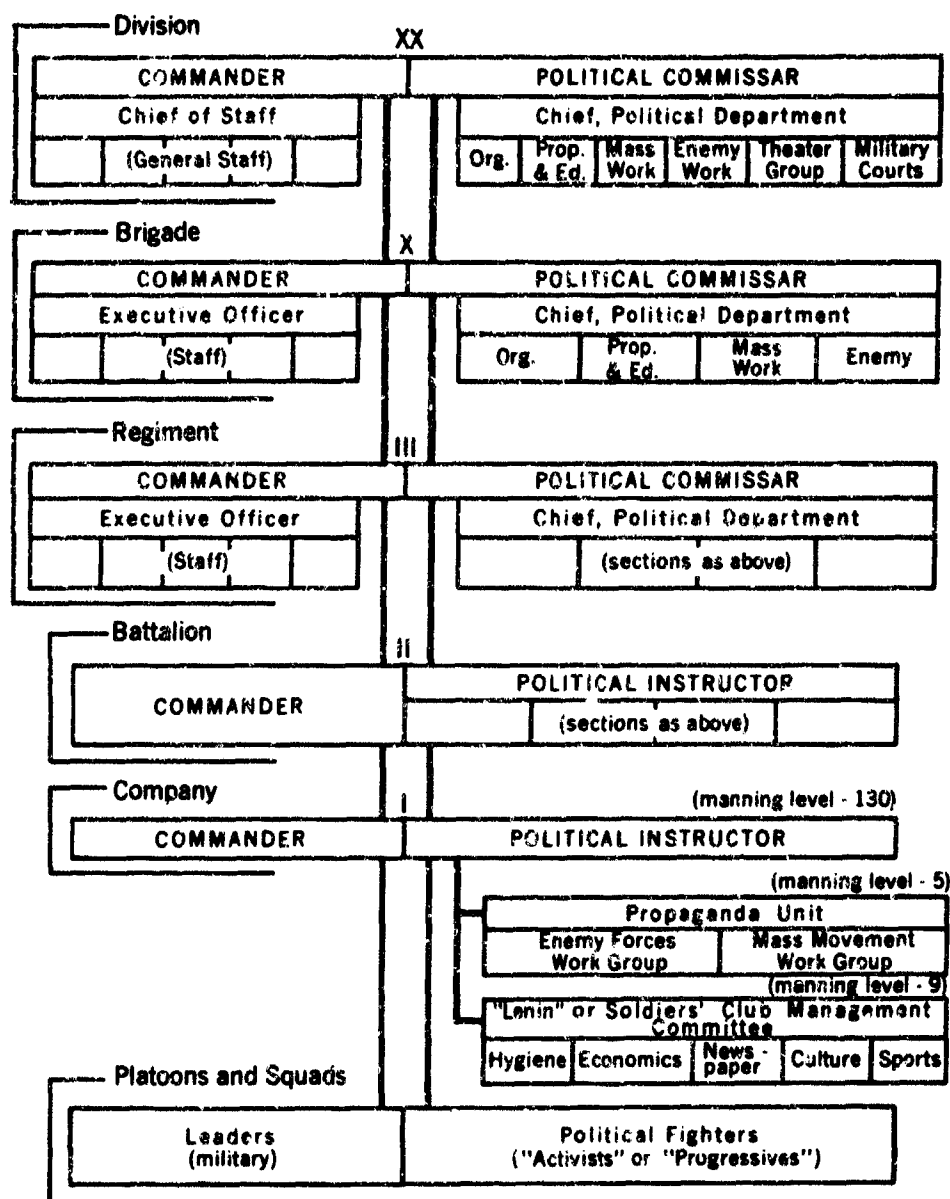 Division
XX
COMMANDER
POLITICAL COMMISSAR
Chief of Staff
Chief, Political Department
(General Staff)
Org.
Prop.
& Ed.
Mass
Work
Enemy
Work
Theater
Group
Military
Courts
Brigade
X
COMMANDER
POLITICAL COMMISSAR
Executive Officer
Chief, Political Department
(Staff)
Org.
Prop.
& Ed.
Mass
Work
Enemy
Regiment
III
COMMANDER
POLITICAL COMMISSAR
Executive Officer
Chief, Political Department
(Staff)
(sections as above)
Battalion
II
COMMANDER
POLITICAL INSTRUCTOR
(sections as above)
Company
I
(manning level - 130)
COMMANDER
POLITICAL INSTRUCTOR
(manning level - 5)
Propaganda Unit
Enemy Forces
Work Group
Mass Movement
Work Group
(manning level - 9)
"Lenin" or Soldiers' Club Management
Committee
Hygiene
Economics
News-
paper
Culture
Sports
Platoons and Squads
Leaders
(military)
Political Fighters
("Activists" or "Progressives")